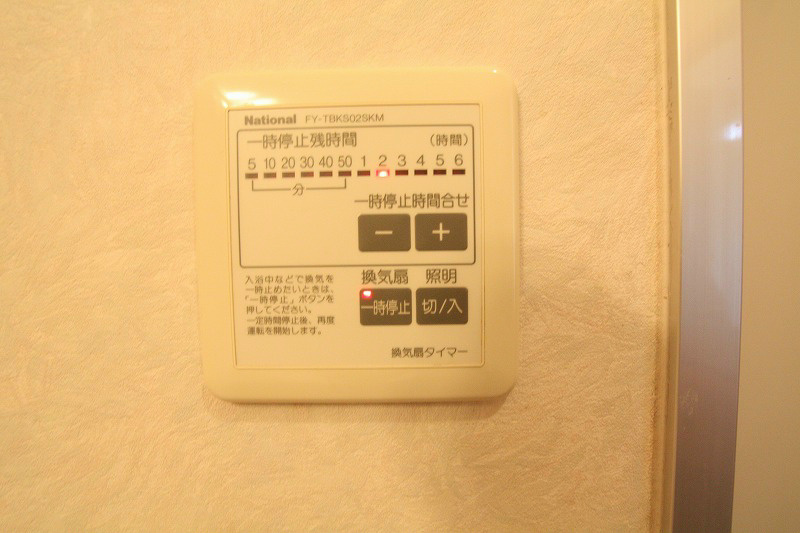 National FY-TBKS02SKM
一時停止残時間 (時間)
5 10 20 30 40 50 1 2 3 4 5 6
分
一時停止時間合せ
− +
換気扇 照明
一時停止 切/入
入浴中などで換気を
一時止めたいときは、
「一時停止」ボタンを
押してください。
一定時間停止後、再度
運転を開始します。
換気扇タイマー